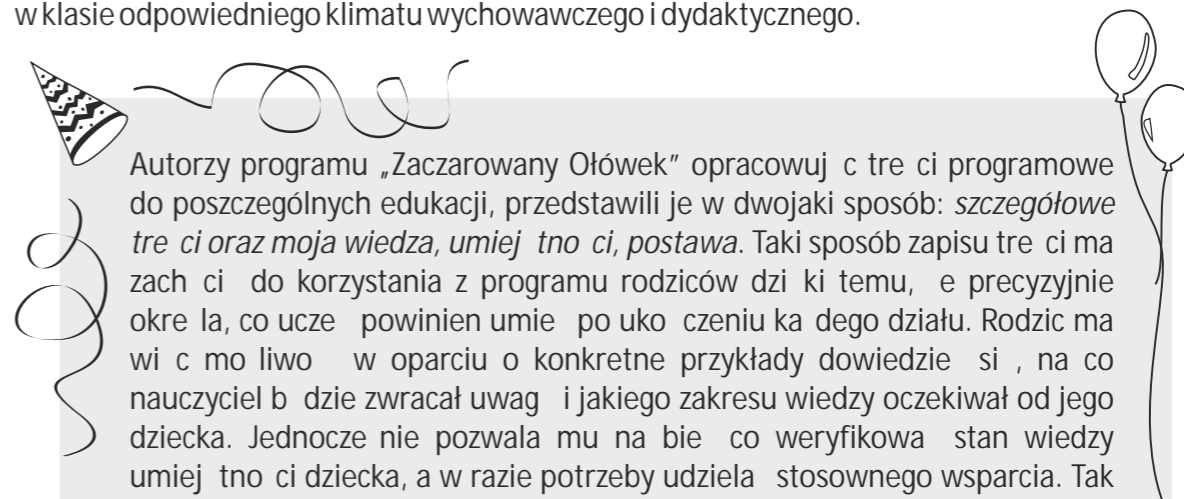 w klasie odpowiedniego klimatu wychowawczego i dydaktycznego.
Autorzy programu „Zaczarowany Ołówek” opracowuj c tre ci programowe
do poszczególnych edukacji, przedstawili je w dwojaki sposób: szczegółowe
tre ci oraz moja wiedza, umiej tno ci, postawa. Taki sposób zapisu tre ci ma
zach ci do korzystania z programu rodziców dzi ki temu, e precyzyjnie
okre la, co ucze powinien umie po uko czeniu ka dego działu. Rodzic ma
wi c mo liwo w oparciu o konkretne przykłady dowiedzie si , na co
nauczyciel b dzie zwracał uwag i jakiego zakresu wiedzy oczekiwał od jego
dziecka. Jednocze nie pozwala mu na bie co weryfikowa stan wiedzy
umiej tno ci dziecka, a w razie potrzeby udziela stosownego wsparcia. Tak